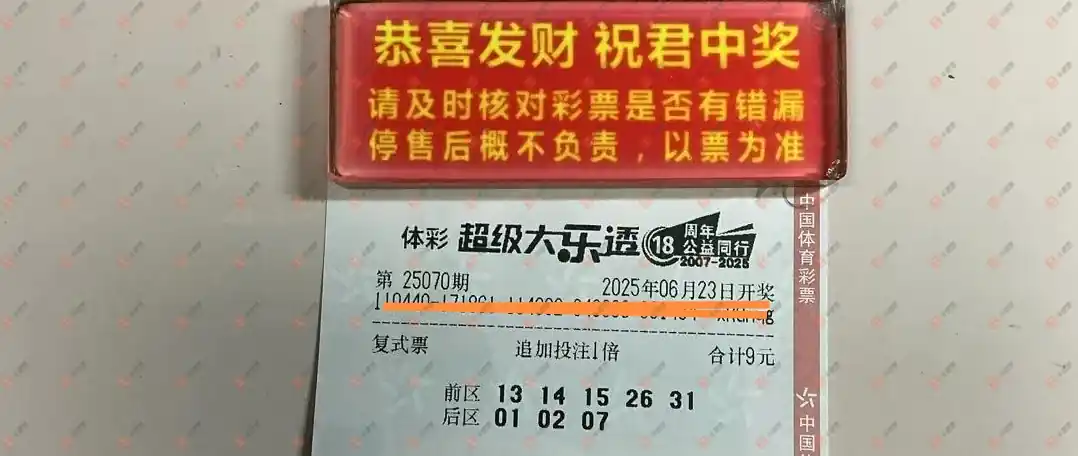 恭喜发财 祝君中奖
请及时核对彩票是否有错漏
停售后概不负责，以票为准
体彩 超级大乐透 18 周年 公益同行 2007-2025
第 25070期 2025年06月23日开奖
复式票 追加投注1倍 合计9元
前区 13 14 15 26 31
后区 01 02 07
中国体育彩票
中国